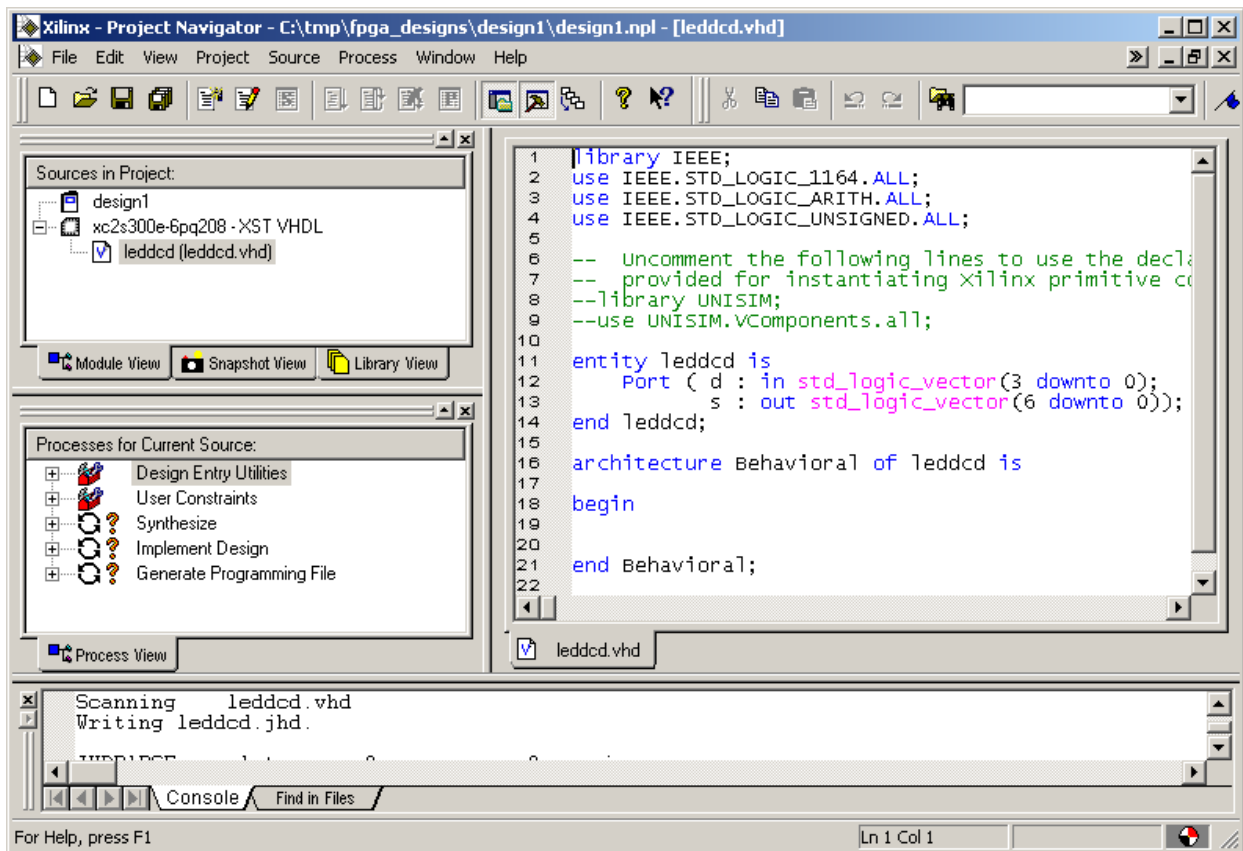 Xilinx - Project Navigator - C:\tmp\fpga_designs\design1\design1.npl - [leddcd.vhd]
File Edit View Project Source Process Window Help
Sources in Project:
design1
xc2s300e-6pq208 - XST VHDL
leddcd (leddcd.vhd)
Module View Snapshot View Library View
Processes for Current Source:
Design Entry Utilities
User Constraints
Synthesize
Implement Design
Generate Programming File
Process View
1 library IEEE;
2 use IEEE.STD_LOGIC_1164.ALL;
3 use IEEE.STD_LOGIC_ARITH.ALL;
4 use IEEE.STD_LOGIC_UNSIGNED.ALL;
5
6 -- Uncomment the following lines to use the decla
7 -- provided for instantiating Xilinx primitive co
8 --library UNISIM;
9 --use UNISIM.VComponents.all;
10
11 entity leddcd is
12 Port ( d : in std_logic_vector(3 downto 0);
13 s : out std_logic_vector(6 downto 0));
14 end leddcd;
15
16 architecture Behavioral of leddcd is
17
18 begin
19
20
21 end Behavioral;
22
leddcd.vhd
Scanning leddcd.vhd
Writing leddcd.jhd.
Console Find in Files
For Help, press F1
Ln 1 Col 1